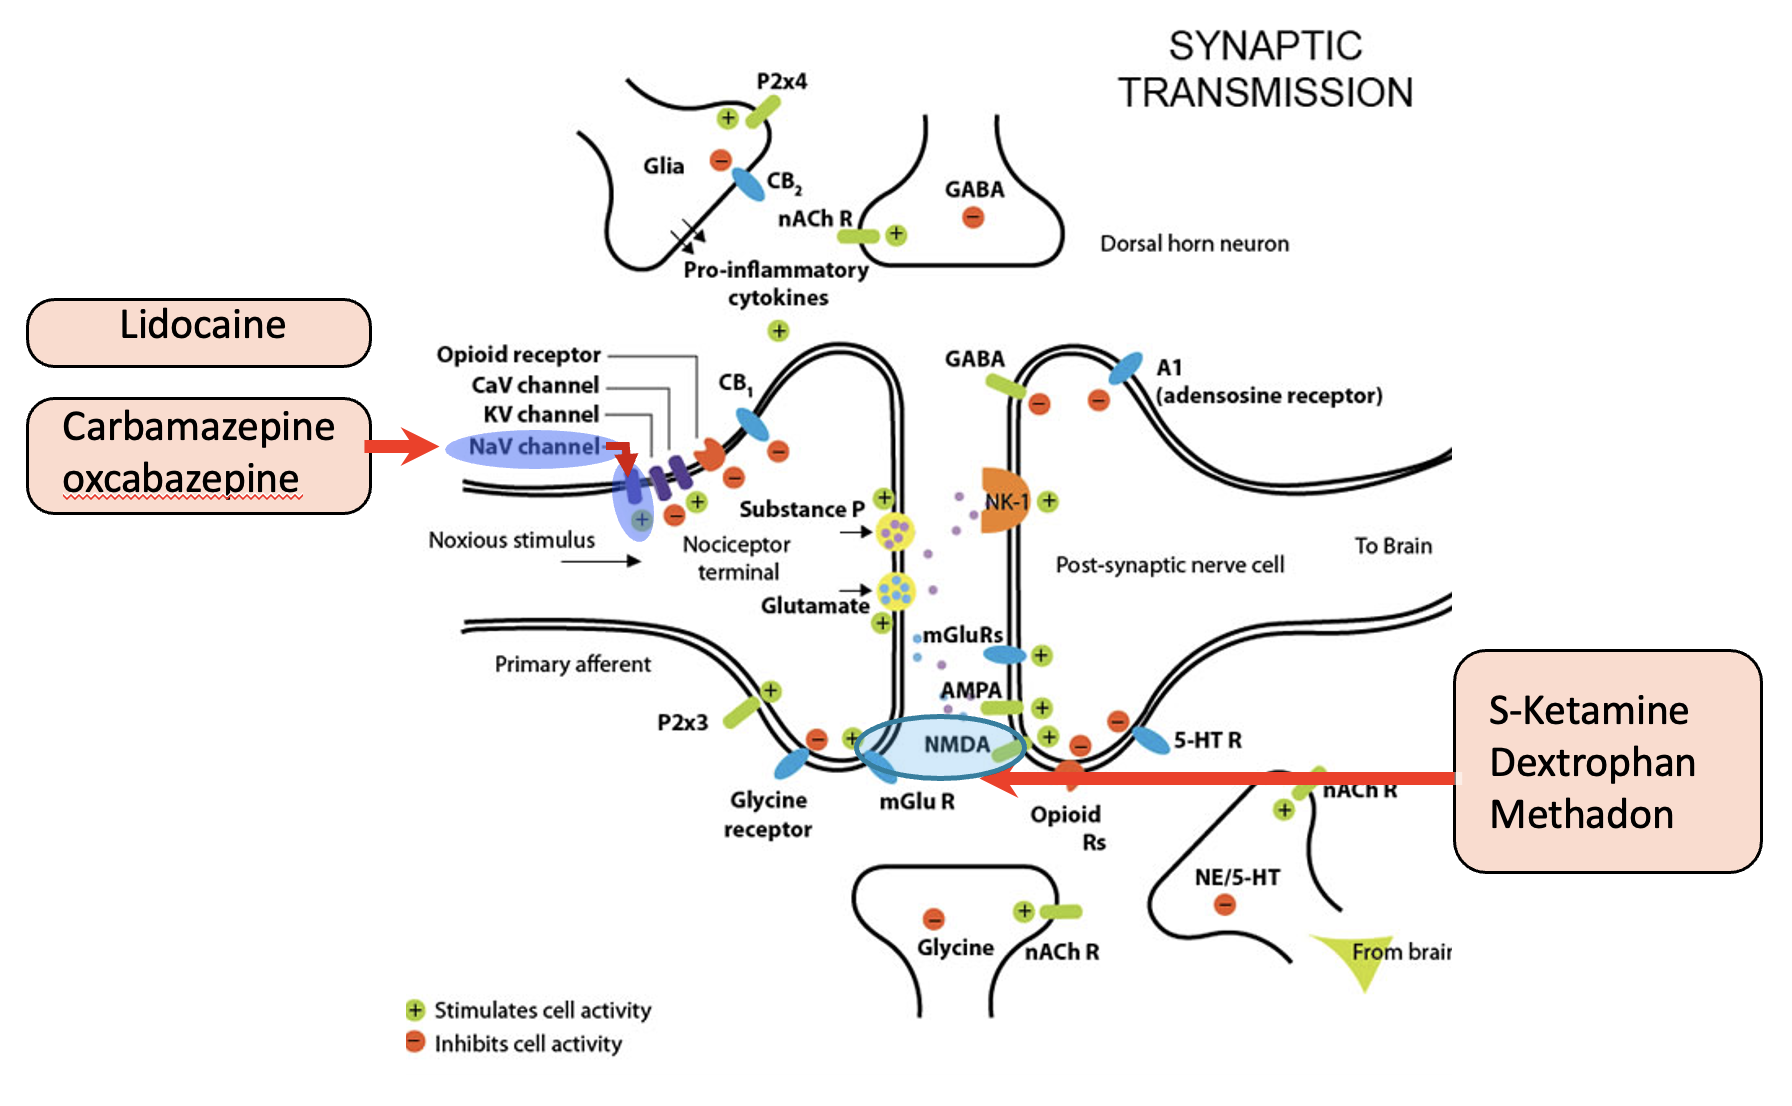 SYNAPTIC
TRANSMISSION
P2x4
Glia
CB2
nACh R
GABA
Dorsal horn neuron
Pro-inflammatory
cytokines
Lidocaine
Carbamazepine
oxcabazepine
Opioid receptor
CaV channel
KV channel
NaV channel
CB1
GABA
A1
(adensosine receptor)
Substance P
NK-1
Noxious stimulus
Nociceptor
terminal
Glutamate
Post-synaptic nerve cell
To Brain
mGluRs
Primary afferent
AMPA
P2x3
NMDA
5-HT R
S-Ketamine
Dextrophan
Methadon
Glycine
receptor
mGlu R
Opioid
Rs
nACh R
NE/5-HT
Glycine
nACh R
From brain
+ Stimulates cell activity
− Inhibits cell activity